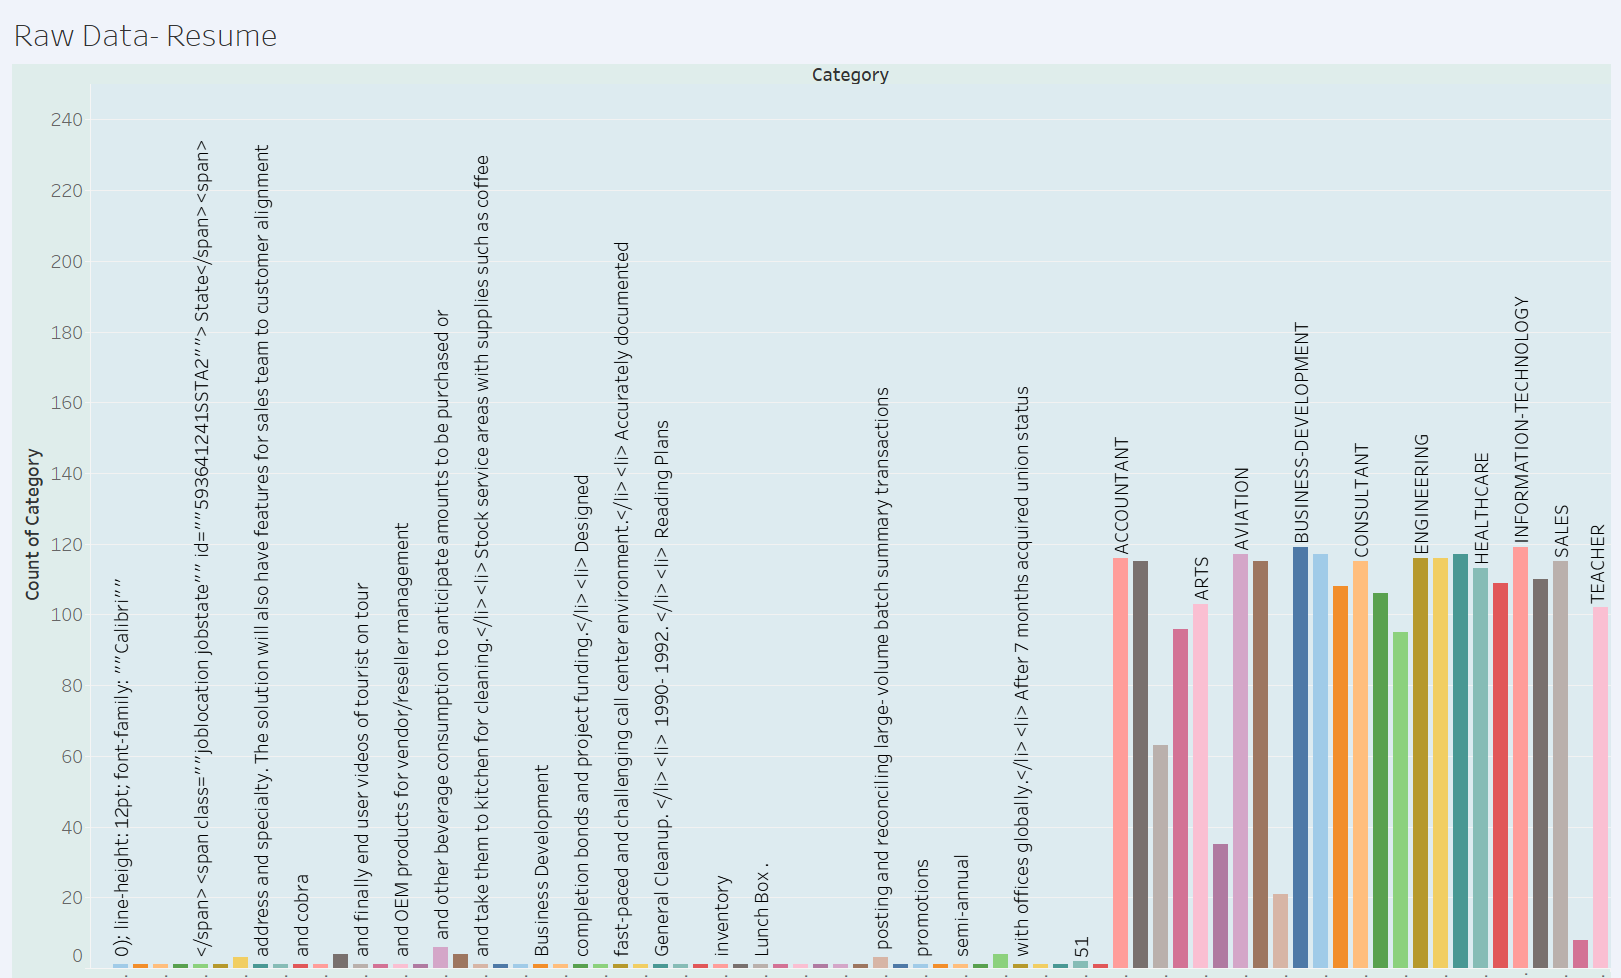 Raw Data- Resume
Category
Count of Category
240
220
200
180
160
140
120
100
80
60
40
20
0
0); line-height: 12pt; font-family: ""Calibri""
</span> <span class=""joblocation jobstate"" id=""593641241SSTA2""> State</span> <span>
address and specialty. The solution will also have features for sales team to customer alignment
and cobra
and finally end user videos of tourist on tour
and OEM products for vendor/reseller management
and other beverage consumption to anticipate amounts to be purchased or
and take them to kitchen for cleaning.</li> <li> Stock service areas with supplies such as coffee
Business Development
completion bonds and project funding.</li> <li> Designed
fast-paced and challenging call center environment.</li> <li> Accurately documented
General Cleanup. </li> <li> 1990- 1992. </li> <li> Reading Plans
inventory
Lunch Box .
posting and reconciling large- volume batch summary transactions
promotions
semi-annual
with offices globally.</li> <li> After 7 months acquired union status
51
ACCOUNTANT
ARTS
AVIATION
BUSINESS-DEVELOPMENT
CONSULTANT
ENGINEERING
HEALTHCARE
INFORMATION-TECHNOLOGY
SALES
TEACHER